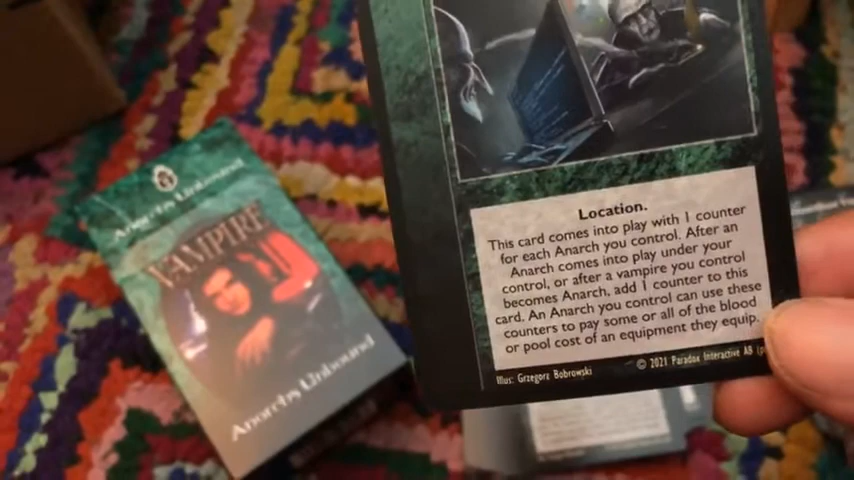 Anarchs Unbound
VAMPIRE
Anarchs Unbound
Location.
This card comes into play with 1 counter
for each Anarch you control. After an
Anarch comes into play under your
control, or after a vampire you control
becomes Anarch, add 1 counter to this
card. An Anarch you control can use these
counters to pay some or all of the blood
or pool cost of an equipment they equip.
Illus: Grzegorz Bobrowski
© 2021 Paradox Interactive AB (p